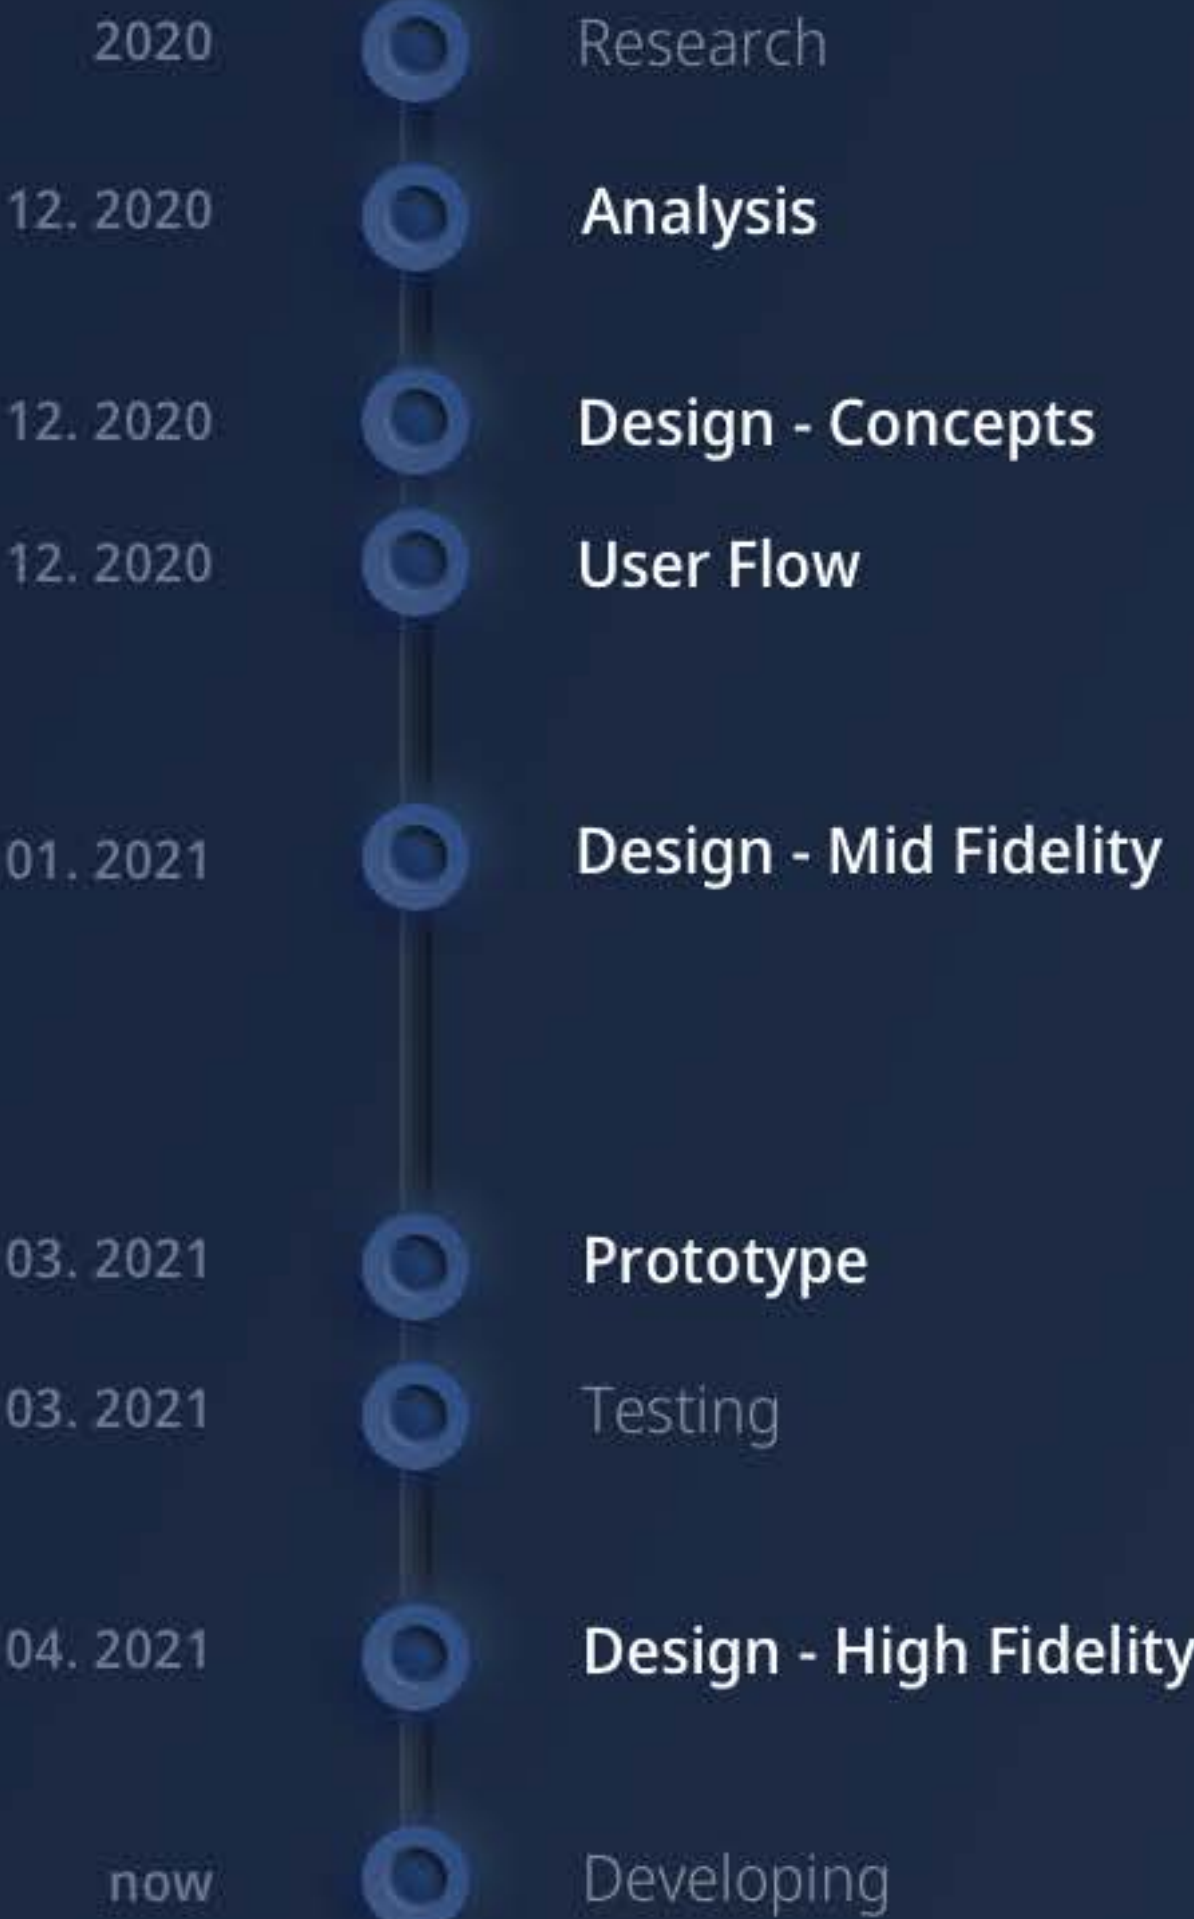 2020 Research
12. 2020 Analysis
12. 2020 Design - Concepts
12. 2020 User Flow
01. 2021 Design - Mid Fidelity
03. 2021 Prototype
03. 2021 Testing
04. 2021 Design - High Fidelity
now Developing